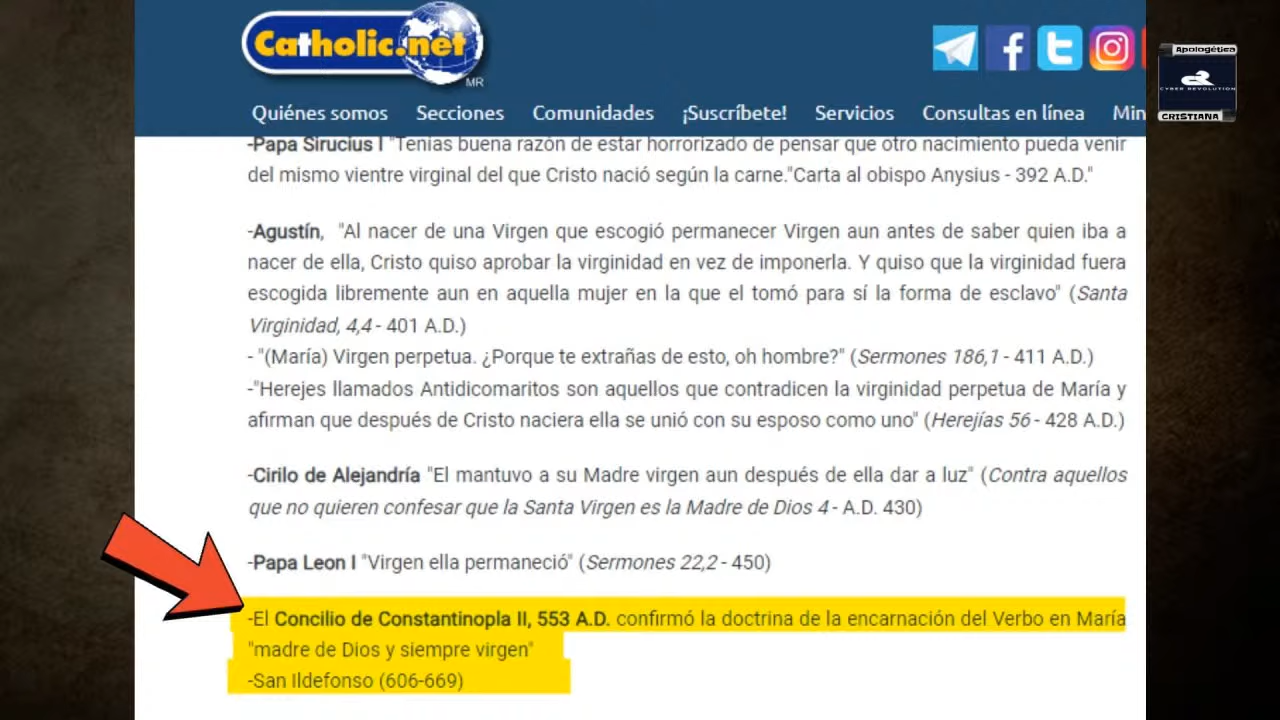 Catholic.net
MR
Apologética
CYBER REVOLUTION
CRISTIANA
Quiénes somos Secciones Comunidades ¡Suscríbete! Servicios Consultas en línea Min
-Papa Sirucius I "Tenías buena razón de estar horrorizado de pensar que otro nacimiento pueda venir
del mismo vientre virginal del que Cristo nació según la carne."Carta al obispo Anysius - 392 A.D."
-Agustín, "Al nacer de una Virgen que escogió permanecer Virgen aun antes de saber quien iba a
nacer de ella, Cristo quiso aprobar la virginidad en vez de imponerla. Y quiso que la virginidad fuera
escogida libremente aun en aquella mujer en la que el tomó para sí la forma de esclavo" (Santa
Virginidad, 4,4 - 401 A.D.)
- "(María) Virgen perpetua. ¿Porque te extrañas de esto, oh hombre?" (Sermones 186,1 - 411 A.D.)
-"Herejes llamados Antidicomaritos son aquellos que contradicen la virginidad perpetua de María y
afirman que después de Cristo naciera ella se unió con su esposo como uno" (Herejías 56 - 428 A.D.)
-Cirilo de Alejandría "El mantuvo a su Madre virgen aun después de ella dar a luz" (Contra aquellos
que no quieren confesar que la Santa Virgen es la Madre de Dios 4 - A.D. 430)
-Papa Leon I "Virgen ella permaneció" (Sermones 22,2 - 450)
-El Concilio de Constantinopla II, 553 A.D. confirmó la doctrina de la encarnación del Verbo en María
"madre de Dios y siempre virgen"
-San Ildefonso (606-669)